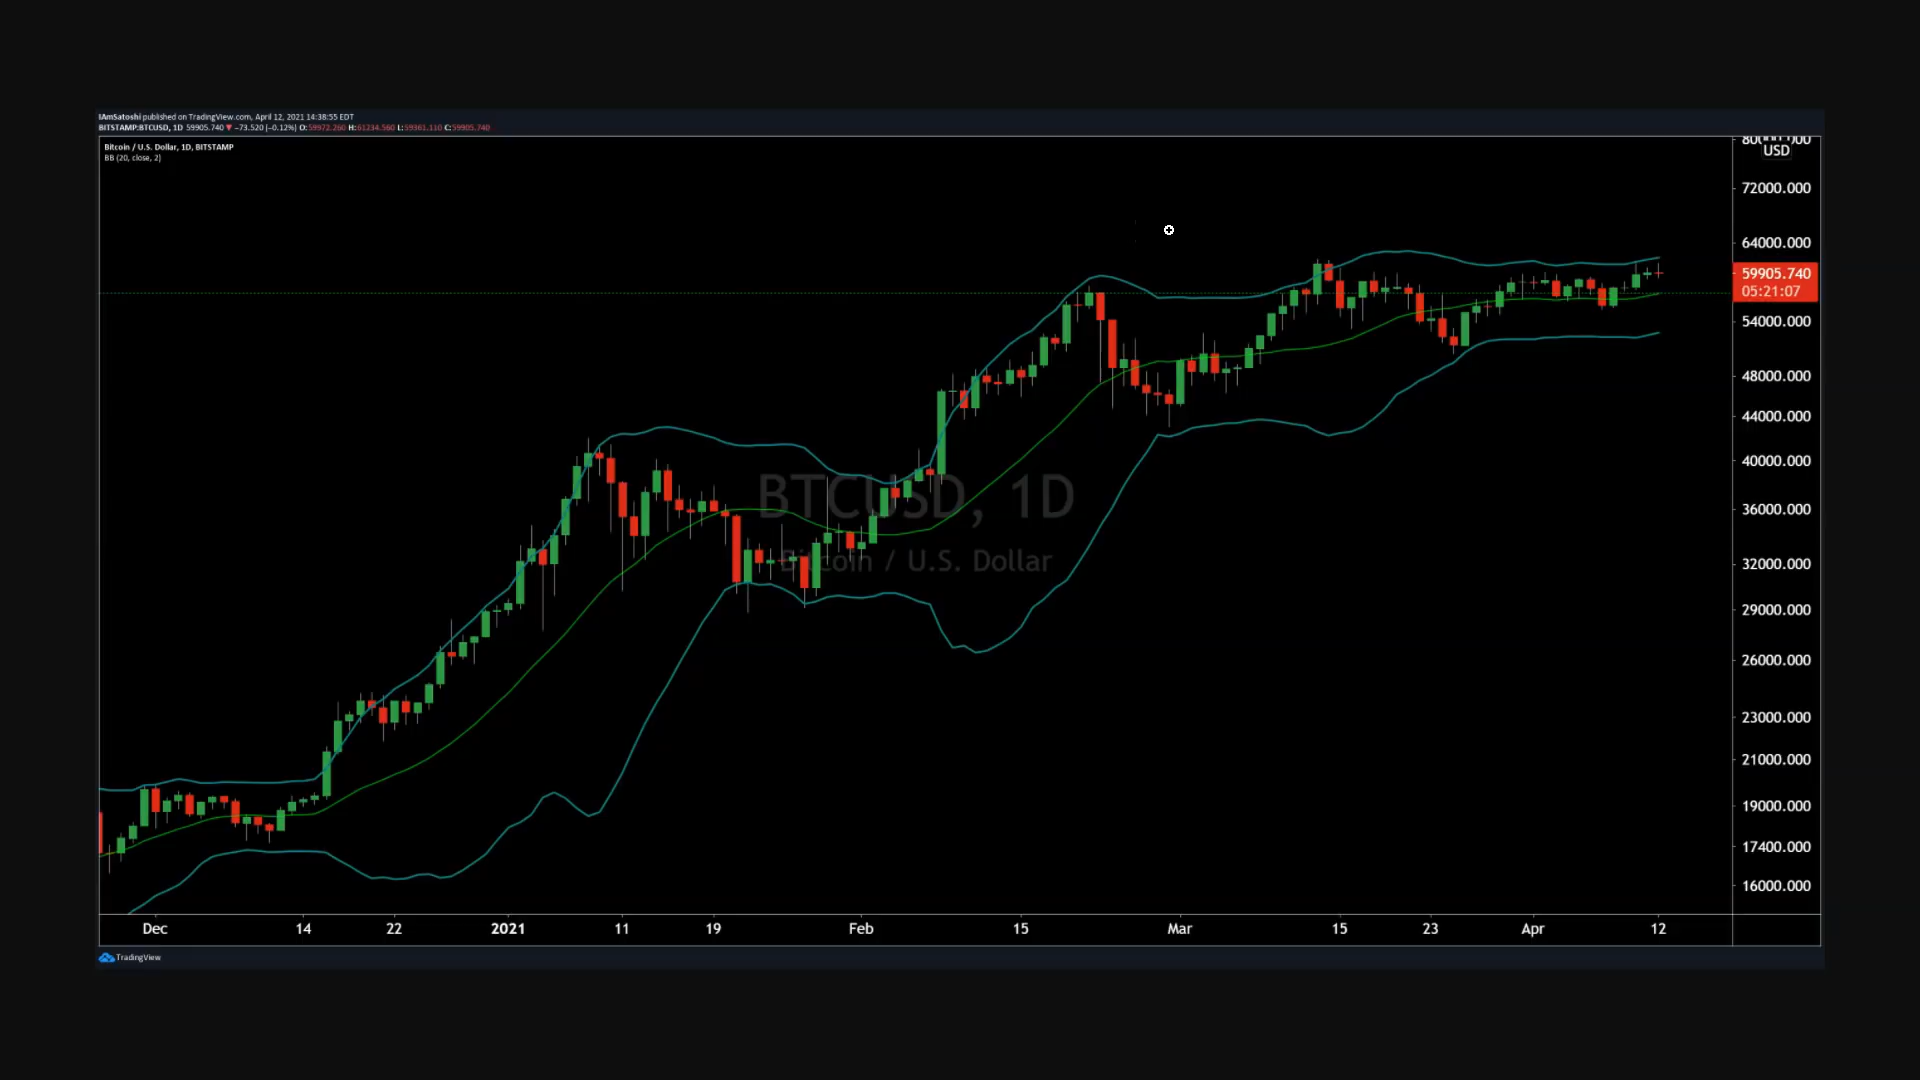 IAmSatoshi published on TradingView.com, April 12, 2021 14:38:55 EDT
BITSTAMP:BTCUSD, 1D 59905.740 ▼ −73.520 (−0.12%) O:59972.260 H:61234.560 L:59361.110 C:59905.740
Bitcoin / U.S. Dollar, 1D, BITSTAMP
BB (20, close, 2)
80000.000
USD
72000.000
64000.000
59905.740
05:21:07
54000.000
48000.000
44000.000
40000.000
36000.000
32000.000
29000.000
26000.000
23000.000
21000.000
19000.000
17400.000
16000.000
BTCUSD, 1D
Bitcoin / U.S. Dollar
Dec 14 22 2021 11 19 Feb 15 Mar 15 23 Apr 12
TradingView